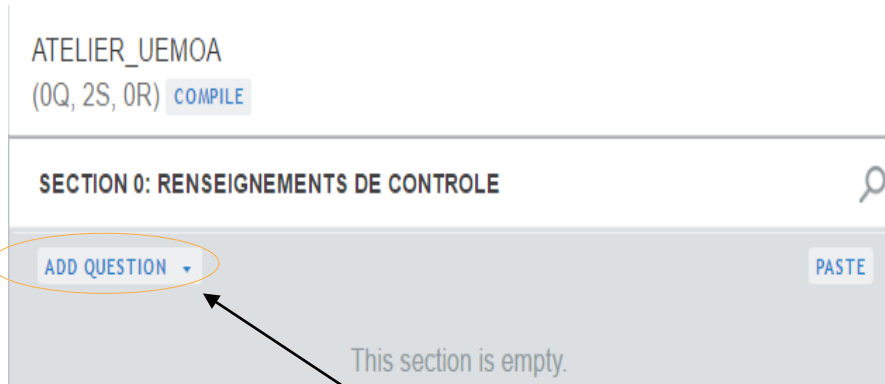 ATELIER_UEMOA
(0Q, 2S, 0R) COMPILE
SECTION 0: RENSEIGNEMENTS DE CONTROLE
ADD QUESTION PASTE
This section is empty.